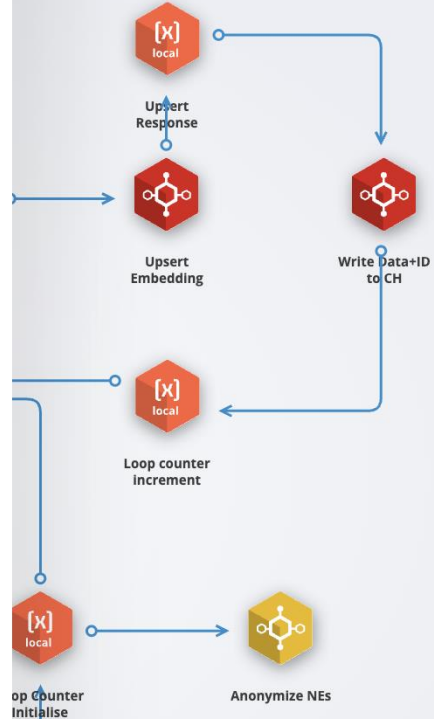 [x]
local
Upsert
Response
Upsert
Embedding
Write Data+ID
to CH
[x]
local
Loop counter
increment
[x]
local
op Counter
Initialise
Anonymize NEs